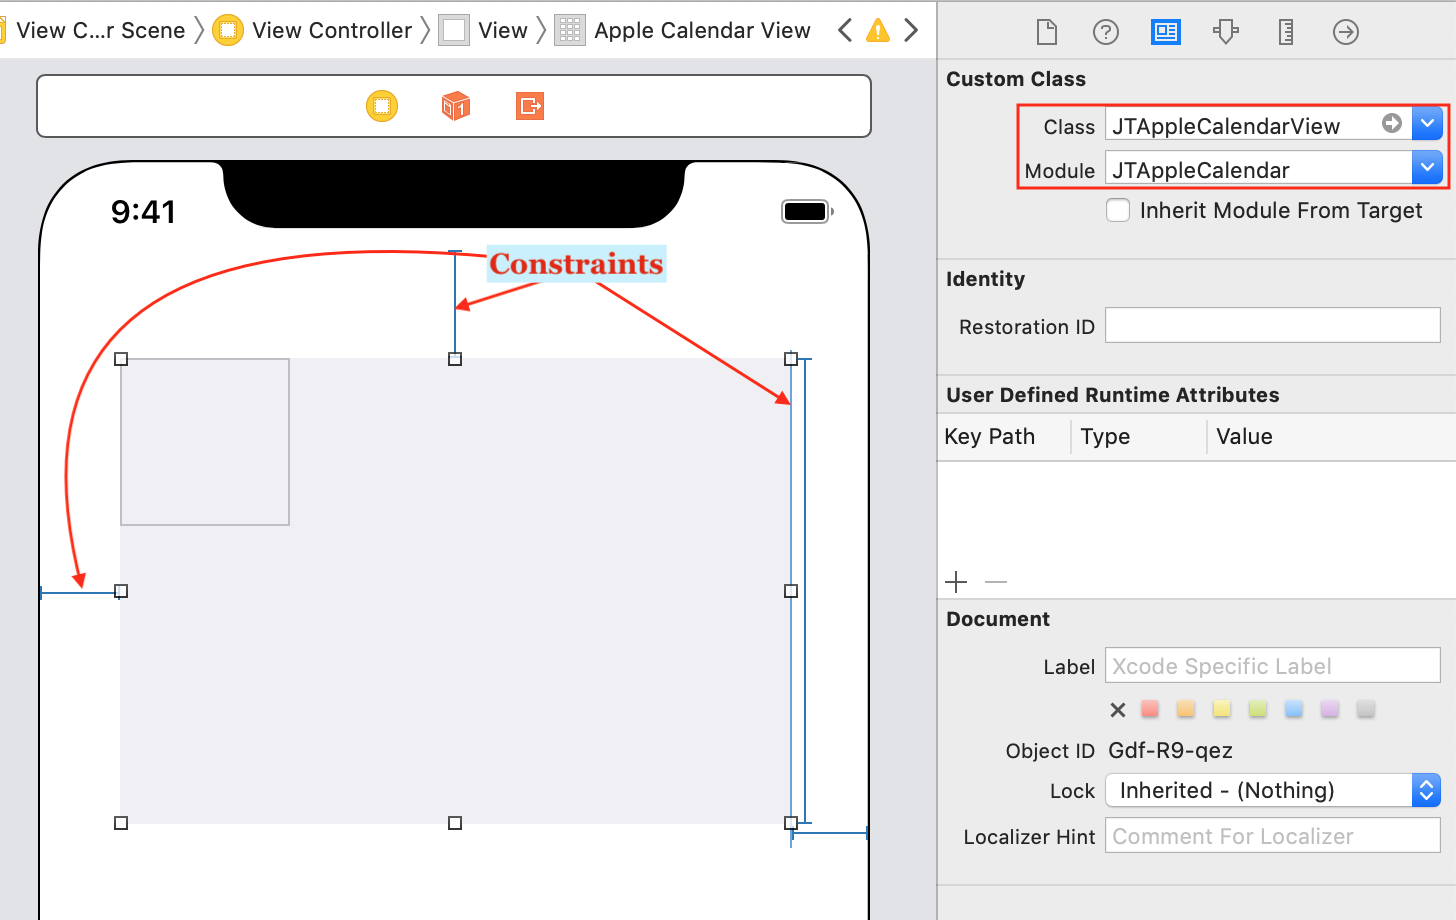 View C...r Scene
View Controller
View
Apple Calendar View
Custom Class
Class JTAppleCalendarView
Module JTAppleCalendar
Inherit Module From Target
9:41
Constraints
Identity
Restoration ID
User Defined Runtime Attributes
Key Path Type Value
Document
Label Xcode Specific Label
Object ID Gdf-R9-qez
Lock Inherited - (Nothing)
Localizer Hint Comment For Localizer